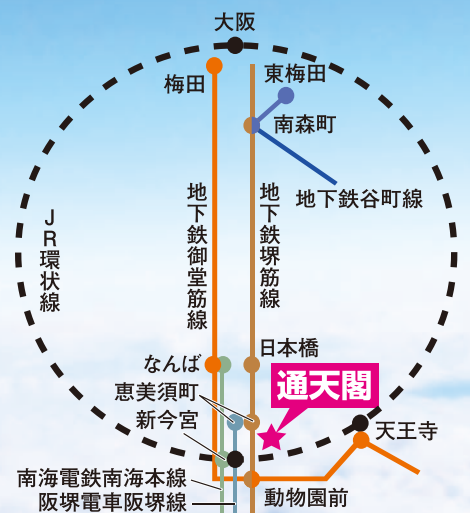 大阪
梅田
東梅田
南森町
地下鉄谷町線
地下鉄御堂筋線
地下鉄堺筋線
JR環状線
なんば
日本橋
恵美須町
通天閣
新今宮
天王寺
南海電鉄南海本線
阪堺電車阪堺線
動物園前